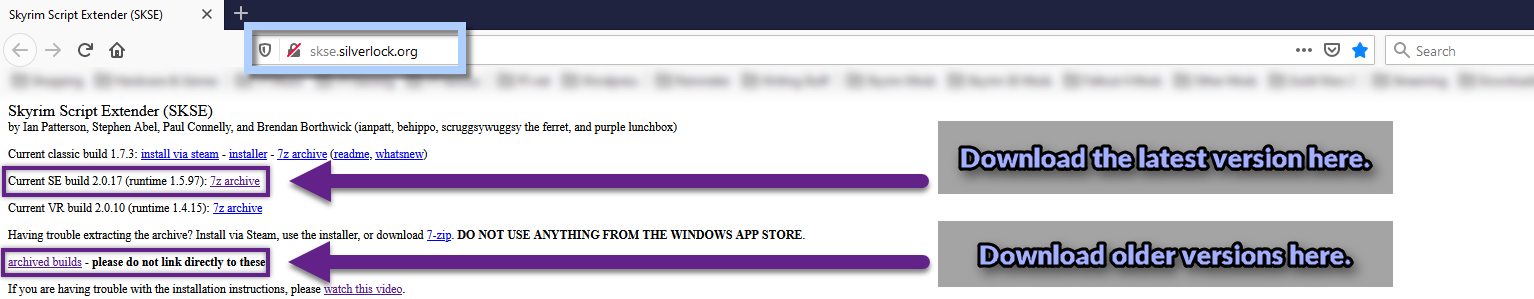 Skyrim Script Extender (SKSE)
skse.silverlock.org
Search
Skyrim Script Extender (SKSE)
by Ian Patterson, Stephen Abel, Paul Connelly, and Brendan Borthwick (ianpatt, behippo, scruggsywuggsy the ferret, and purple lunchbox)
Current classic build 1.7.3: install via steam - installer - 7z archive (readme, whatsnew)
Download the latest version here.
Current SE build 2.0.17 (runtime 1.5.97): 7z archive
Current VR build 2.0.10 (runtime 1.4.15): 7z archive
Having trouble extracting the archive? Install via Steam, use the installer, or download 7-zip. DO NOT USE ANYTHING FROM THE WINDOWS APP STORE.
Download older versions here.
archived builds - please do not link directly to these
If you are having trouble with the installation instructions, please watch this video.